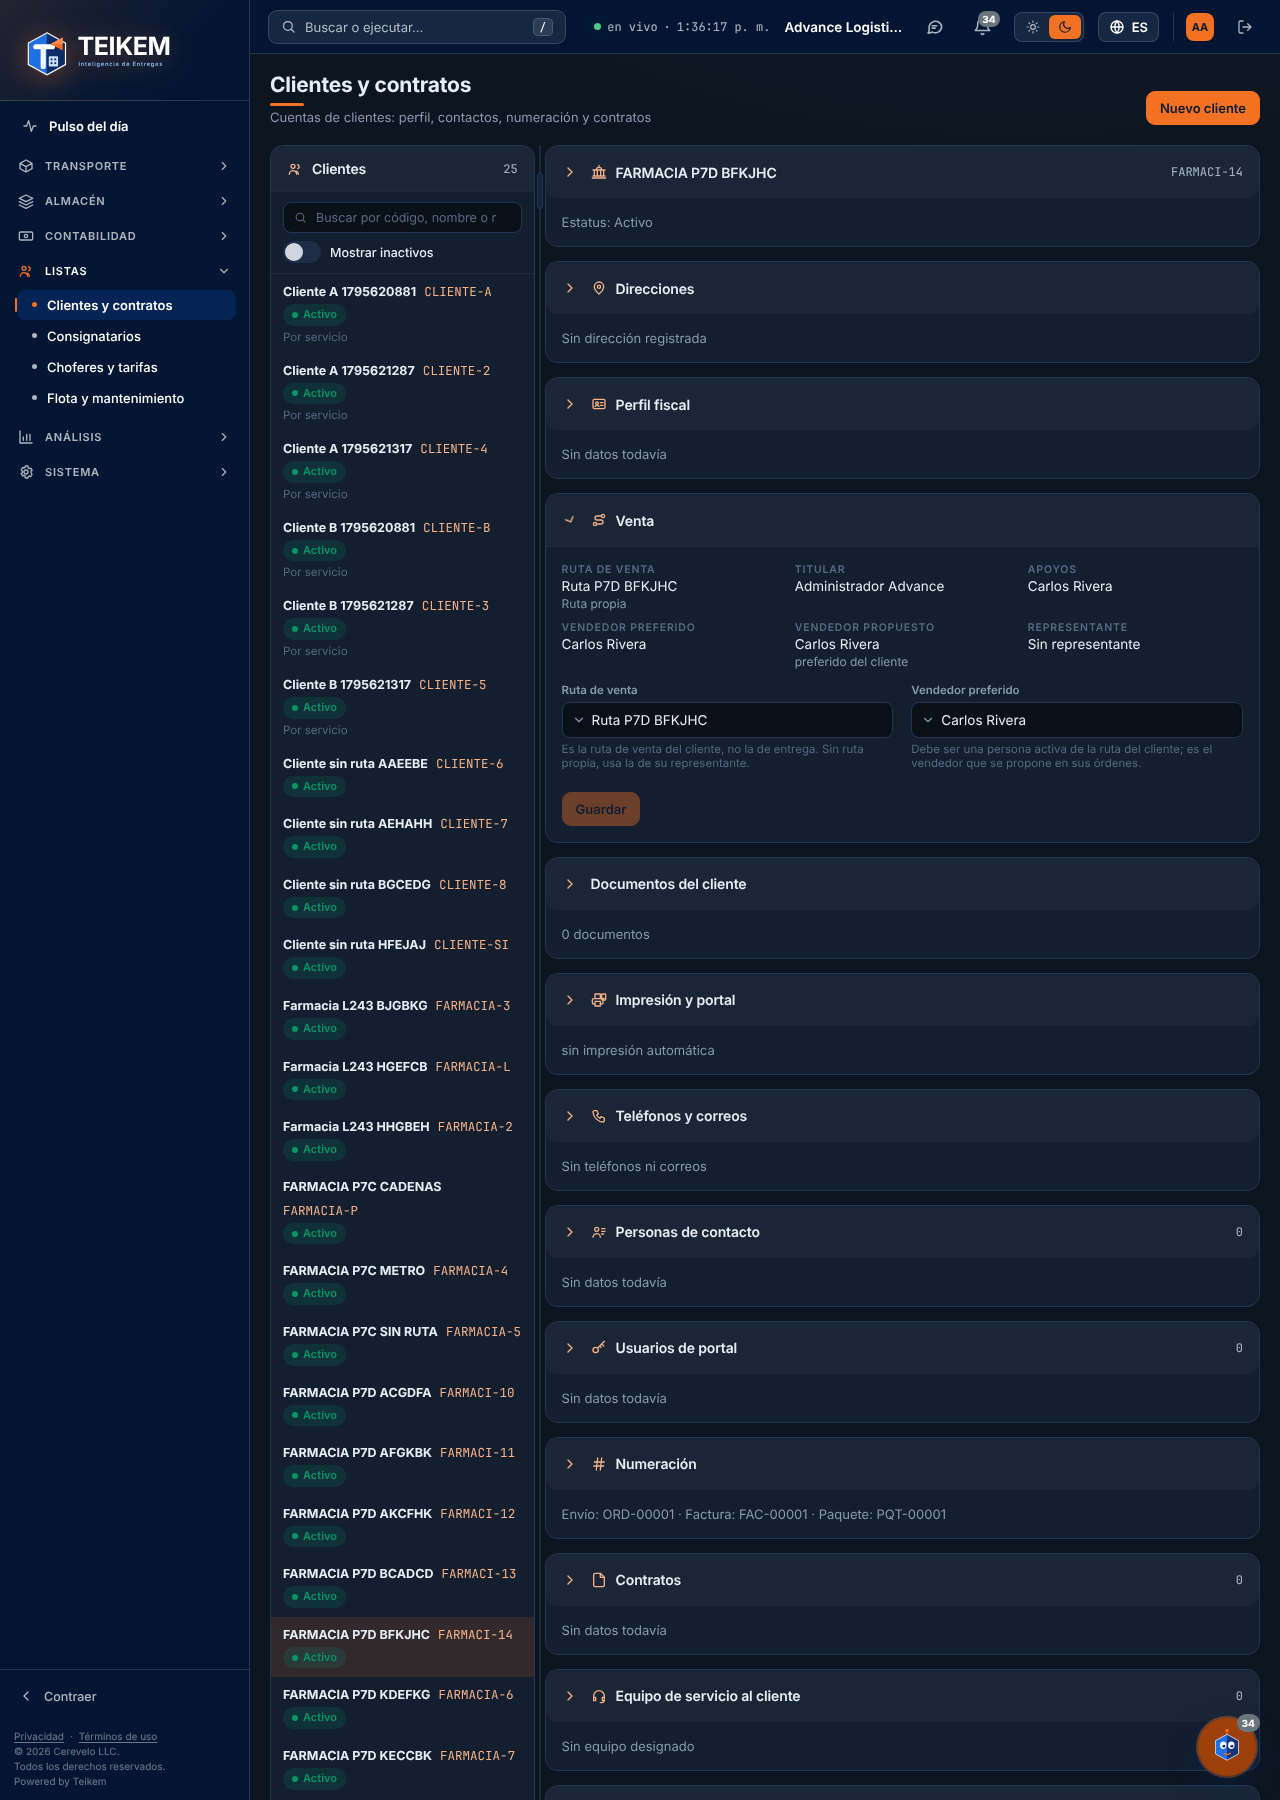 TEIKEM
Inteligencia de Entregas
Buscar o ejecutar...
/
en vivo · 1:36:17 p. m.
Advance Logisti...
34
ES
AA
Pulso del día
TRANSPORTE
ALMACÉN
CONTABILIDAD
LISTAS
Clientes y contratos
Consignatarios
Choferes y tarifas
Flota y mantenimiento
ANÁLISIS
SISTEMA
Contraer
Privacidad · Términos de uso
© 2026 Cerevelo LLC.
Todos los derechos reservados.
Powered by Teikem
Clientes y contratos
Cuentas de clientes: perfil, contactos, numeración y contratos
Nuevo cliente
Clientes
25
Buscar por código, nombre o r
Mostrar inactivos
Cliente A 1795620881 CLIENTE-A
Activo
Por servicio
Cliente A 1795621287 CLIENTE-2
Activo
Por servicio
Cliente A 1795621317 CLIENTE-4
Activo
Por servicio
Cliente B 1795620881 CLIENTE-B
Activo
Por servicio
Cliente B 1795621287 CLIENTE-3
Activo
Por servicio
Cliente B 1795621317 CLIENTE-5
Activo
Por servicio
Cliente sin ruta AAEEBE CLIENTE-6
Activo
Cliente sin ruta AEHAHH CLIENTE-7
Activo
Cliente sin ruta BGCEDG CLIENTE-8
Activo
Cliente sin ruta HFEJAJ CLIENTE-SI
Activo
Farmacia L243 BJGBKG FARMACIA-3
Activo
Farmacia L243 HGEFCB FARMACIA-L
Activo
Farmacia L243 HHGBEH FARMACIA-2
Activo
FARMACIA P7C CADENAS
FARMACIA-P
Activo
FARMACIA P7C METRO FARMACIA-4
Activo
FARMACIA P7C SIN RUTA FARMACIA-5
Activo
FARMACIA P7D ACGDFA FARMACI-10
Activo
FARMACIA P7D AFGKBK FARMACI-11
Activo
FARMACIA P7D AKCFHK FARMACI-12
Activo
FARMACIA P7D BCADCD FARMACI-13
Activo
FARMACIA P7D BFKJHC FARMACI-14
Activo
FARMACIA P7D KDEFKG FARMACIA-6
Activo
FARMACIA P7D KECCBK FARMACIA-7
Activo
FARMACIA P7D BFKJHC
FARMACI-14
Estatus: Activo
Direcciones
Sin dirección registrada
Perfil fiscal
Sin datos todavía
Venta
RUTA DE VENTA
Ruta P7D BFKJHC
Ruta propia
TITULAR
Administrador Advance
APOYOS
Carlos Rivera
VENDEDOR PREFERIDO
Carlos Rivera
VENDEDOR PROPUESTO
Carlos Rivera
preferido del cliente
REPRESENTANTE
Sin representante
Ruta de venta
Ruta P7D BFKJHC
Es la ruta de venta del cliente, no la de entrega. Sin ruta
propia, usa la de su representante.
Vendedor preferido
Carlos Rivera
Debe ser una persona activa de la ruta del cliente; es el
vendedor que se propone en sus órdenes.
Guardar
Documentos del cliente
0 documentos
Impresión y portal
sin impresión automática
Teléfonos y correos
Sin teléfonos ni correos
Personas de contacto
0
Sin datos todavía
Usuarios de portal
0
Sin datos todavía
Numeración
Envío: ORD-00001 · Factura: FAC-00001 · Paquete: PQT-00001
Contratos
0
Sin datos todavía
Equipo de servicio al cliente
0
Sin equipo designado
34